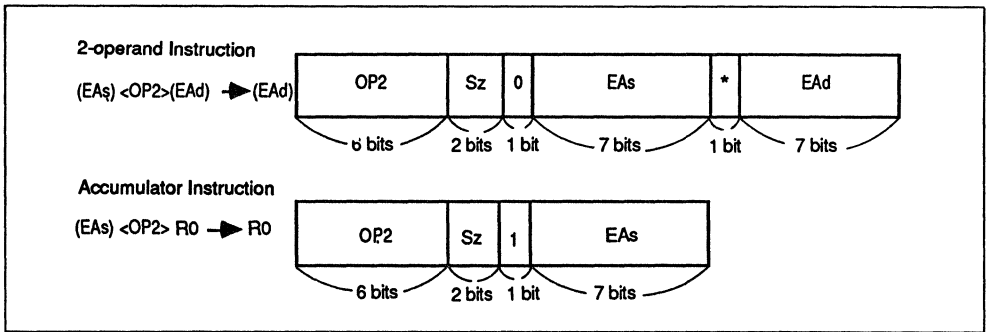 2-operand Instruction
(EAs) <OP2>(EAd) → (EAd)
OP2 Sz 0 EAs * EAd
6 bits 2 bits 1 bit 7 bits 1 bit 7 bits
Accumulator Instruction
(EAs) <OP2> R0 → R0
OP2 Sz 1 EAs
6 bits 2 bits 1 bit 7 bits